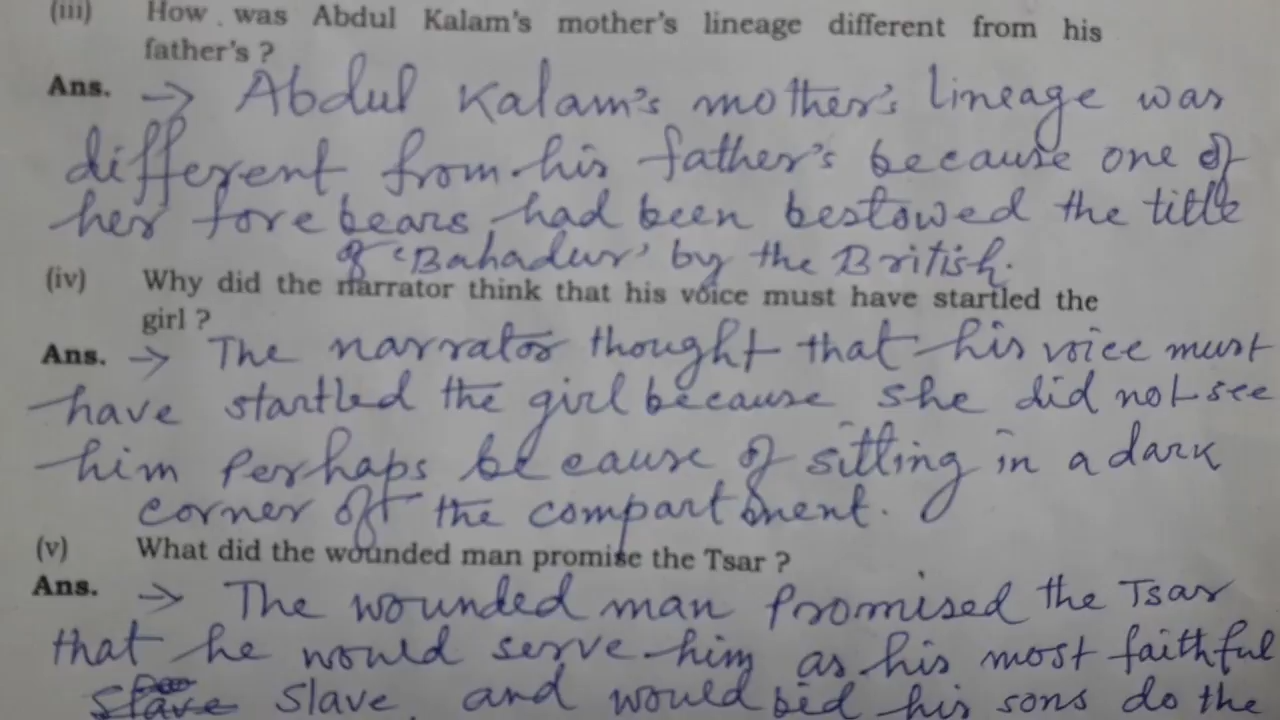 (iii) How was Abdul Kalam's mother's lineage different from his
father's ?
Ans. → Abdul Kalam's mother's lineage was
different from his father's because one of
her forebears had been bestowed the title
of 'Bahadur' by the British.
(iv) Why did the narrator think that his voice must have startled the
girl ?
Ans. → The narrator thought that his voice must
have startled the girl because she did not see
him Perhaps because of sitting in a dark
corner of the compartment.
(v) What did the wounded man promise the Tsar ?
Ans. → The wounded man Promised the Tsar
that he would serve him as his most faithful
slave and would bid his sons do the